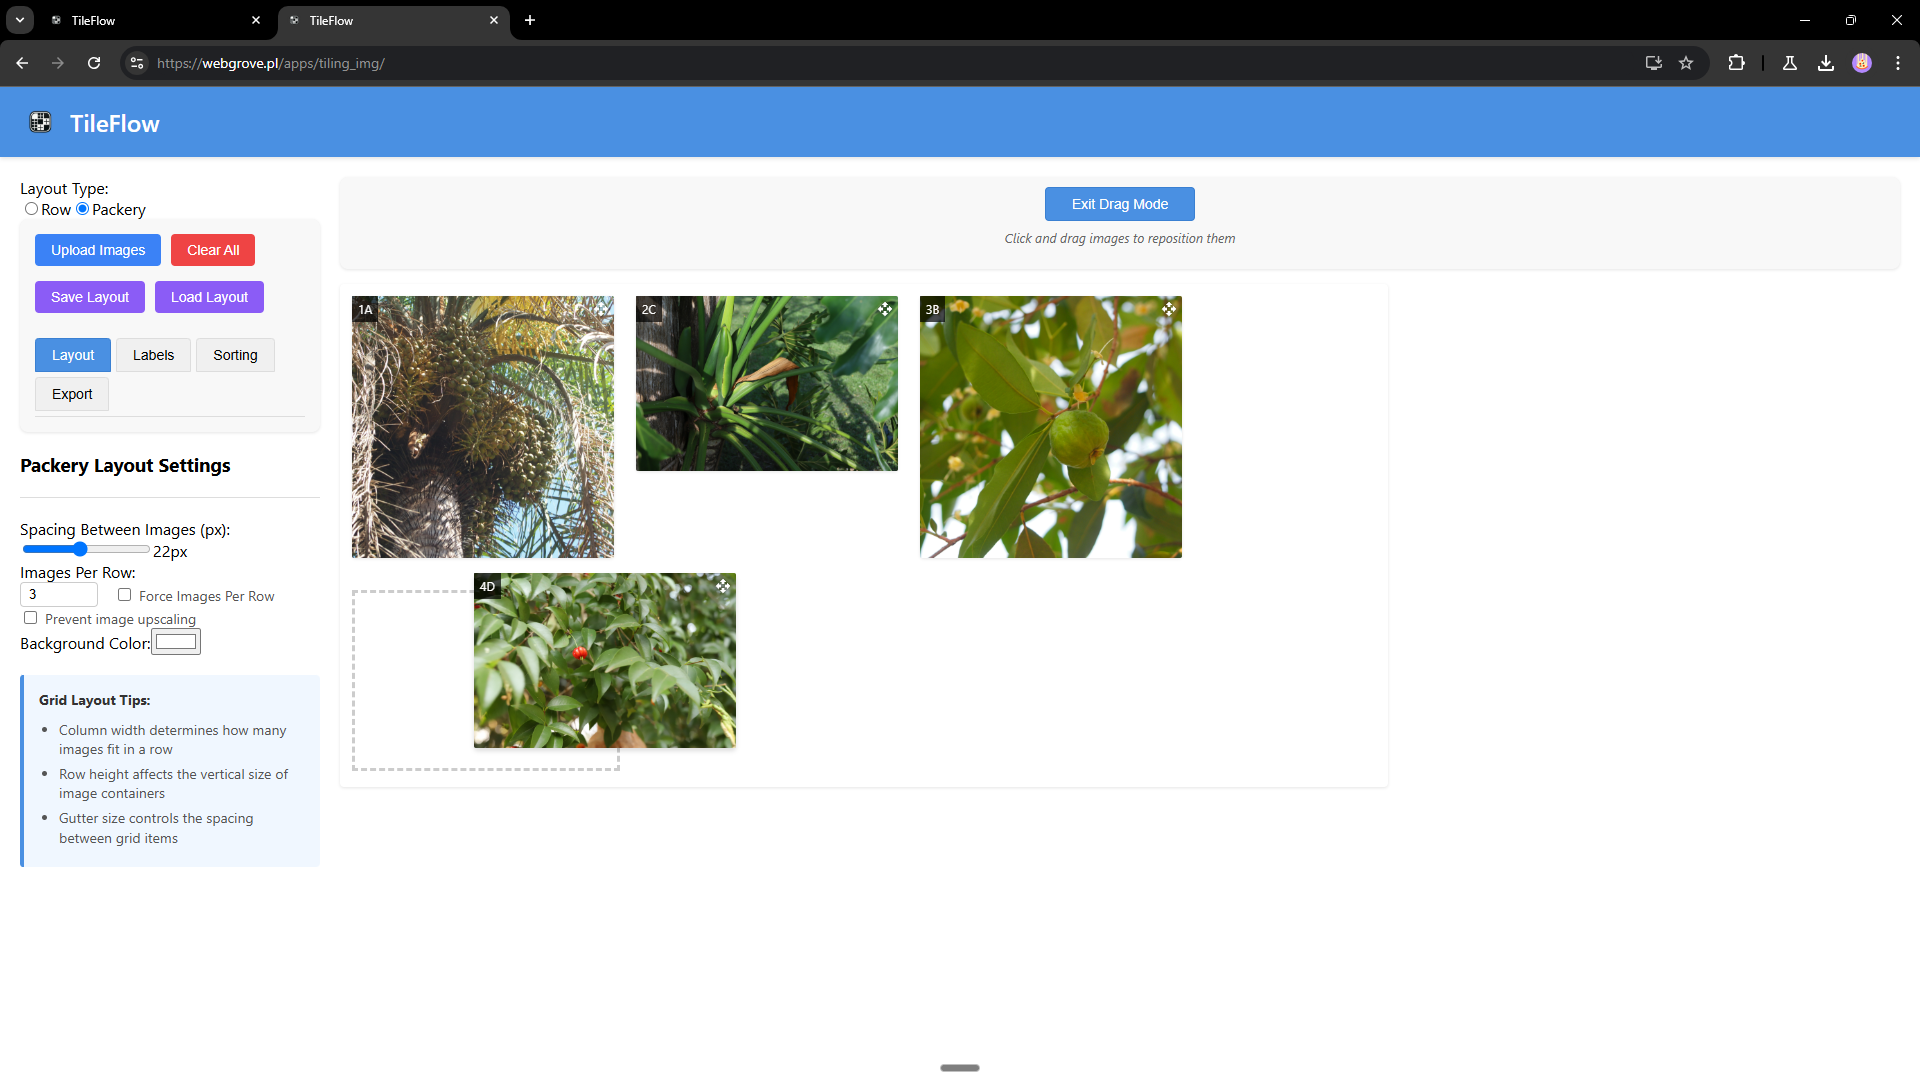 TileFlow
TileFlow
https://webgrove.pl/apps/tiling_img/
TileFlow
Layout Type:
Row Packery
Upload Images Clear All
Save Layout Load Layout
Layout Labels Sorting
Export
Packery Layout Settings
Spacing Between Images (px):
22px
Images Per Row:
3 Force Images Per Row
Prevent image upscaling
Background Color:
Grid Layout Tips:
• Column width determines how many
images fit in a row
• Row height affects the vertical size of
image containers
• Gutter size controls the spacing
between grid items
Exit Drag Mode
Click and drag images to reposition them
1A
2C
3B
4D